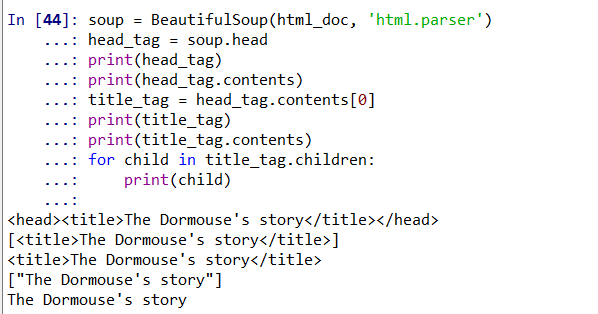 In [44]: soup = BeautifulSoup(html_doc, 'html.parser')
    ...: head_tag = soup.head
    ...: print(head_tag)
    ...: print(head_tag.contents)
    ...: title_tag = head_tag.contents[0]
    ...: print(title_tag)
    ...: print(title_tag.contents)
    ...: for child in title_tag.children:
    ...:     print(child)
    ...:
<head><title>The Dormouse's story</title></head>
[<title>The Dormouse's story</title>]
<title>The Dormouse's story</title>
["The Dormouse's story"]
The Dormouse's story